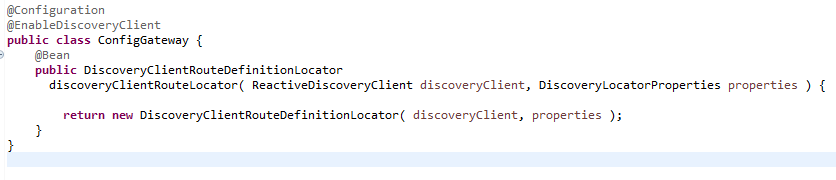 @Configuration
@EnableDiscoveryClient
public class ConfigGateway {
@Bean
public DiscoveryClientRouteDefinitionLocator
discoveryClientRouteLocator( ReactiveDiscoveryClient discoveryClient, DiscoveryLocatorProperties properties ) {
return new DiscoveryClientRouteDefinitionLocator( discoveryClient, properties );
}
}